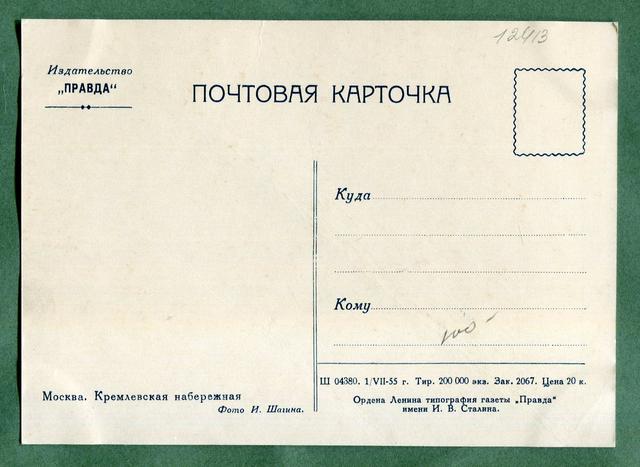 12413
Издательство
„ПРАВДА“
ПОЧТОВАЯ КАРТОЧКА
Куда
Кому
100-
Ш 04380. 1/VII-55 г. Тир. 200 000 экз. Зак. 2067. Цена 20 к.
Ордена Ленина типография газеты „Правда“
имени И. В. Сталина.
Москва. Кремлевская набережная
Фото И. Шагина.